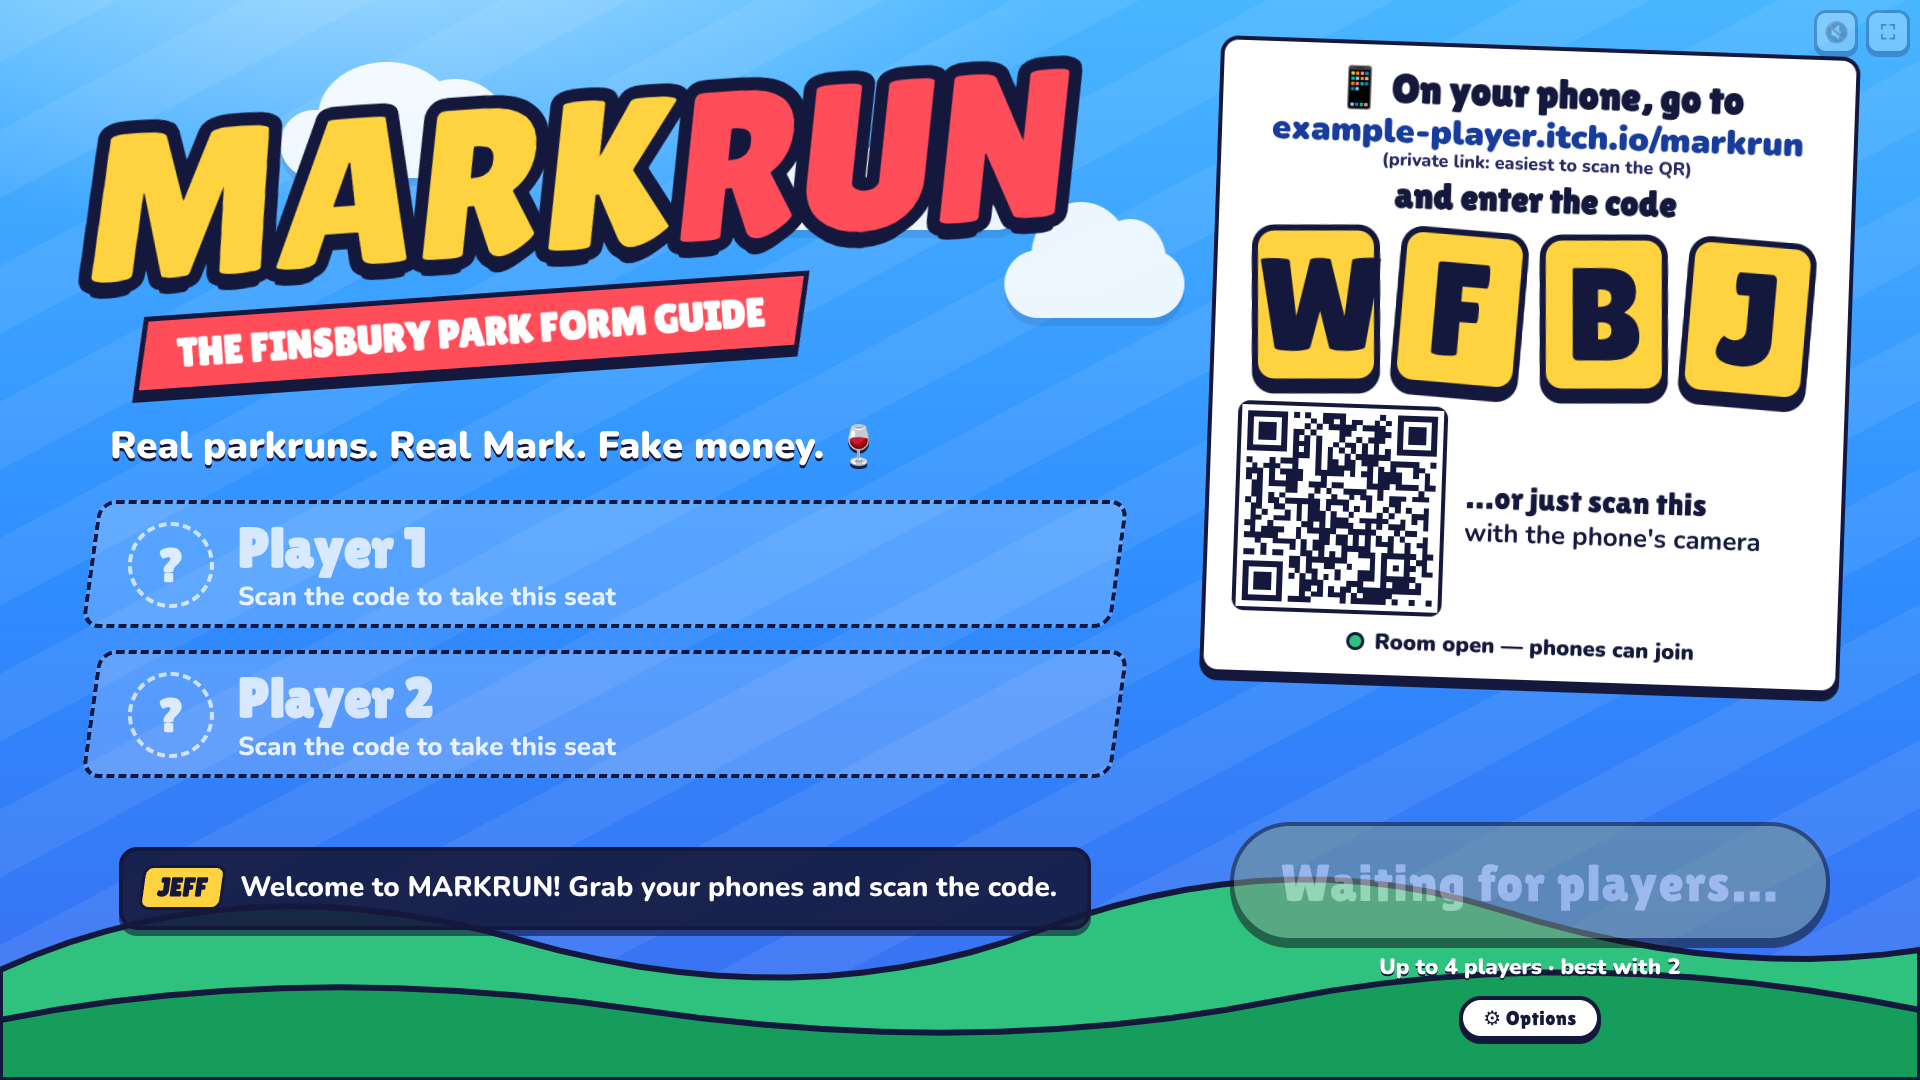 MARKRUN
THE FINSBURY PARK FORM GUIDE
Real parkruns. Real Mark. Fake money.
?
Player 1
Scan the code to take this seat
?
Player 2
Scan the code to take this seat
JEFF Welcome to MARKRUN! Grab your phones and scan the code.
On your phone, go to
example-player.itch.io/markrun
(private link: easiest to scan the QR)
and enter the code
W F B J
...or just scan this
with the phone's camera
Room open — phones can join
Waiting for players...
Up to 4 players · best with 2
Options